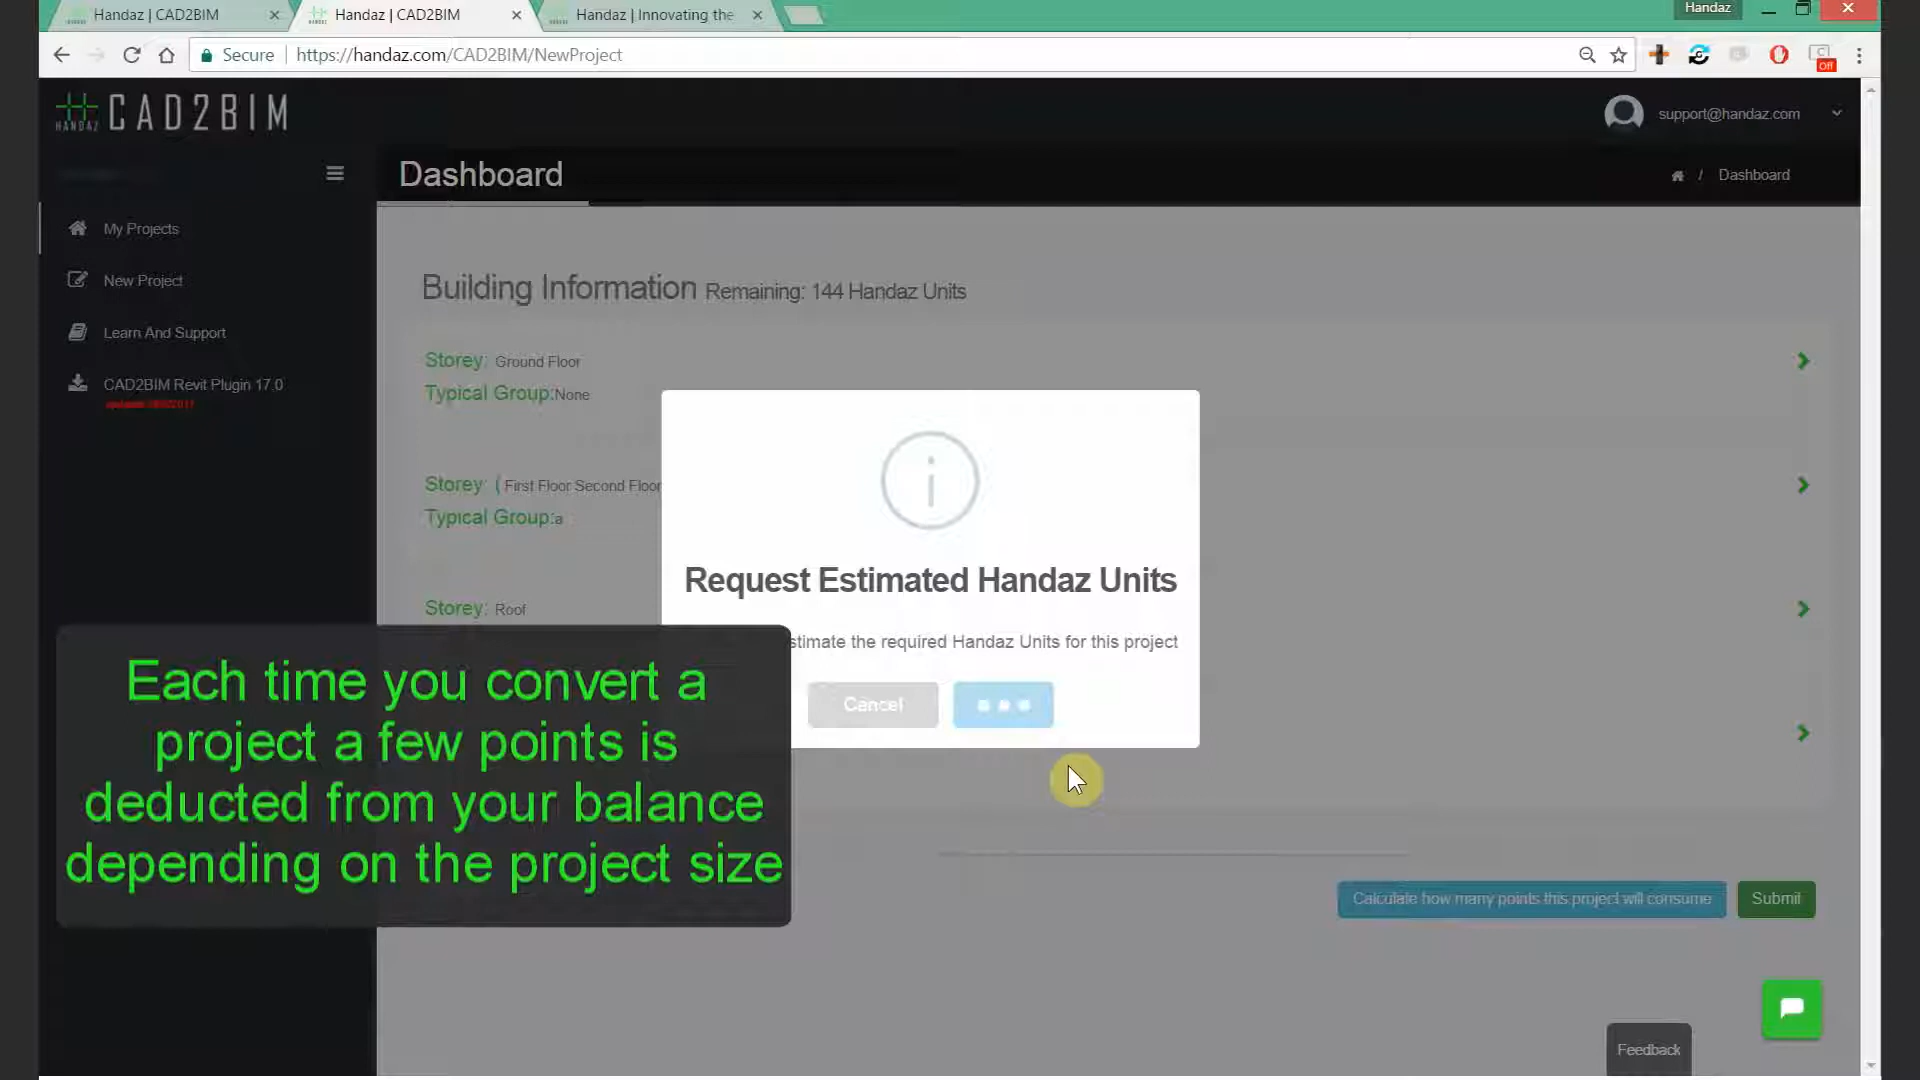 Handaz | CAD2BIM
Handaz | CAD2BIM
Handaz | Innovating the
Handaz
Secure
https://handaz.com/CAD2BIM/NewProject
Off
HANDAZ
CAD2BIM
support@handaz.com
Dashboard
/ Dashboard
My Projects
New Project
Learn And Support
CAD2BIM Revit Plugin 17.0
Building Information Remaining: 144 Handaz Units
Storey: Ground Floor
Typical Group:None
Storey: ( First Floor Second Floor
Typical Group:a
Storey: Roof
Request Estimated Handaz Units
stimate the required Handaz Units for this project
Cancel
Each time you convert a
project a few points is
deducted from your balance
depending on the project size
Calculate how many points this project will consume
Submit
Feedback